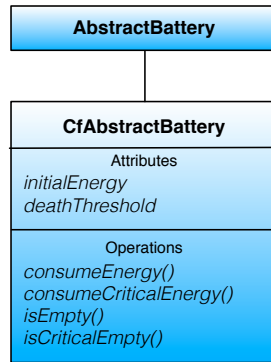 AbstractBattery
CfAbstractBattery
Attributes
initialEnergy
deathThreshold
Operations
consumeEnergy()
consumeCriticalEnergy()
isEmpty()
isCriticalEmpty()